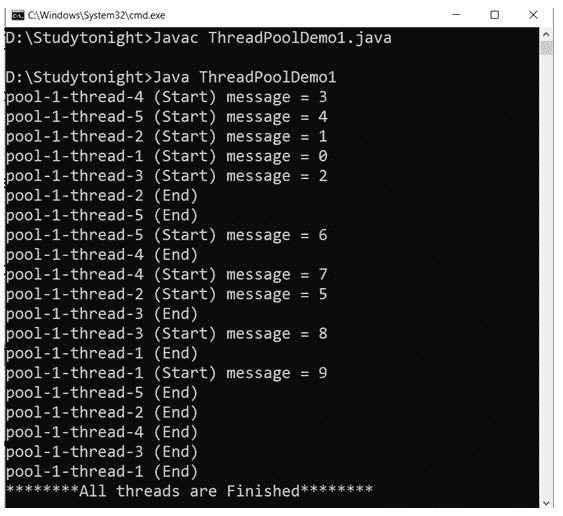 C:\Windows\System32\cmd.exe
D:\Studytonight>Javac ThreadPoolDemo1.java
D:\Studytonight>Java ThreadPoolDemo1
pool-1-thread-4 (Start) message = 3
pool-1-thread-5 (Start) message = 4
pool-1-thread-2 (Start) message = 1
pool-1-thread-1 (Start) message = 0
pool-1-thread-3 (Start) message = 2
pool-1-thread-2 (End)
pool-1-thread-5 (End)
pool-1-thread-5 (Start) message = 6
pool-1-thread-4 (End)
pool-1-thread-4 (Start) message = 7
pool-1-thread-2 (Start) message = 5
pool-1-thread-3 (End)
pool-1-thread-3 (Start) message = 8
pool-1-thread-1 (End)
pool-1-thread-1 (Start) message = 9
pool-1-thread-5 (End)
pool-1-thread-2 (End)
pool-1-thread-4 (End)
pool-1-thread-3 (End)
pool-1-thread-1 (End)
********All threads are Finished********